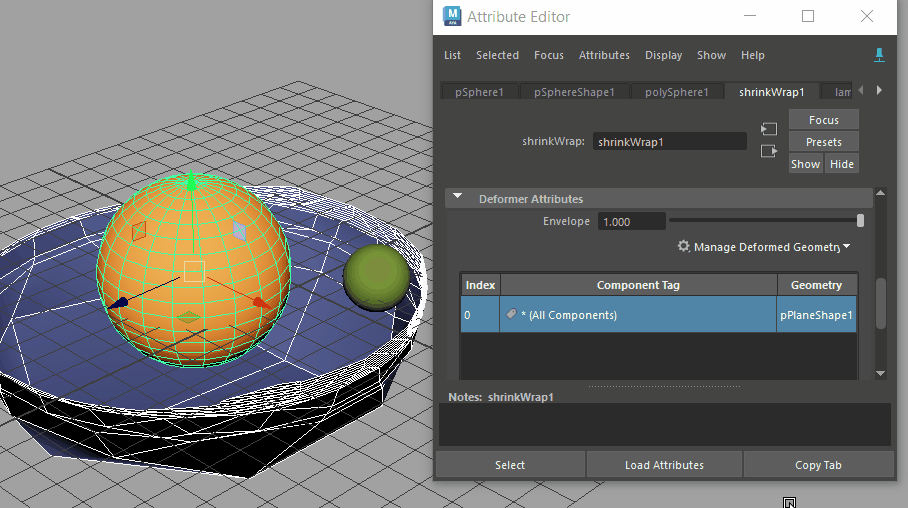 Attribute Editor
List Selected Focus Attributes Display Show Help
pSphere1 pSphereShape1 polySphere1 shrinkWrap1 lam
Focus
shrinkWrap: shrinkWrap1
Presets
Show Hide
Deformer Attributes
Envelope 1.000
Manage Deformed Geometry
Index Component Tag Geometry
0 * (All Components) pPlaneShape1
Notes: shrinkWrap1
Select Load Attributes Copy Tab